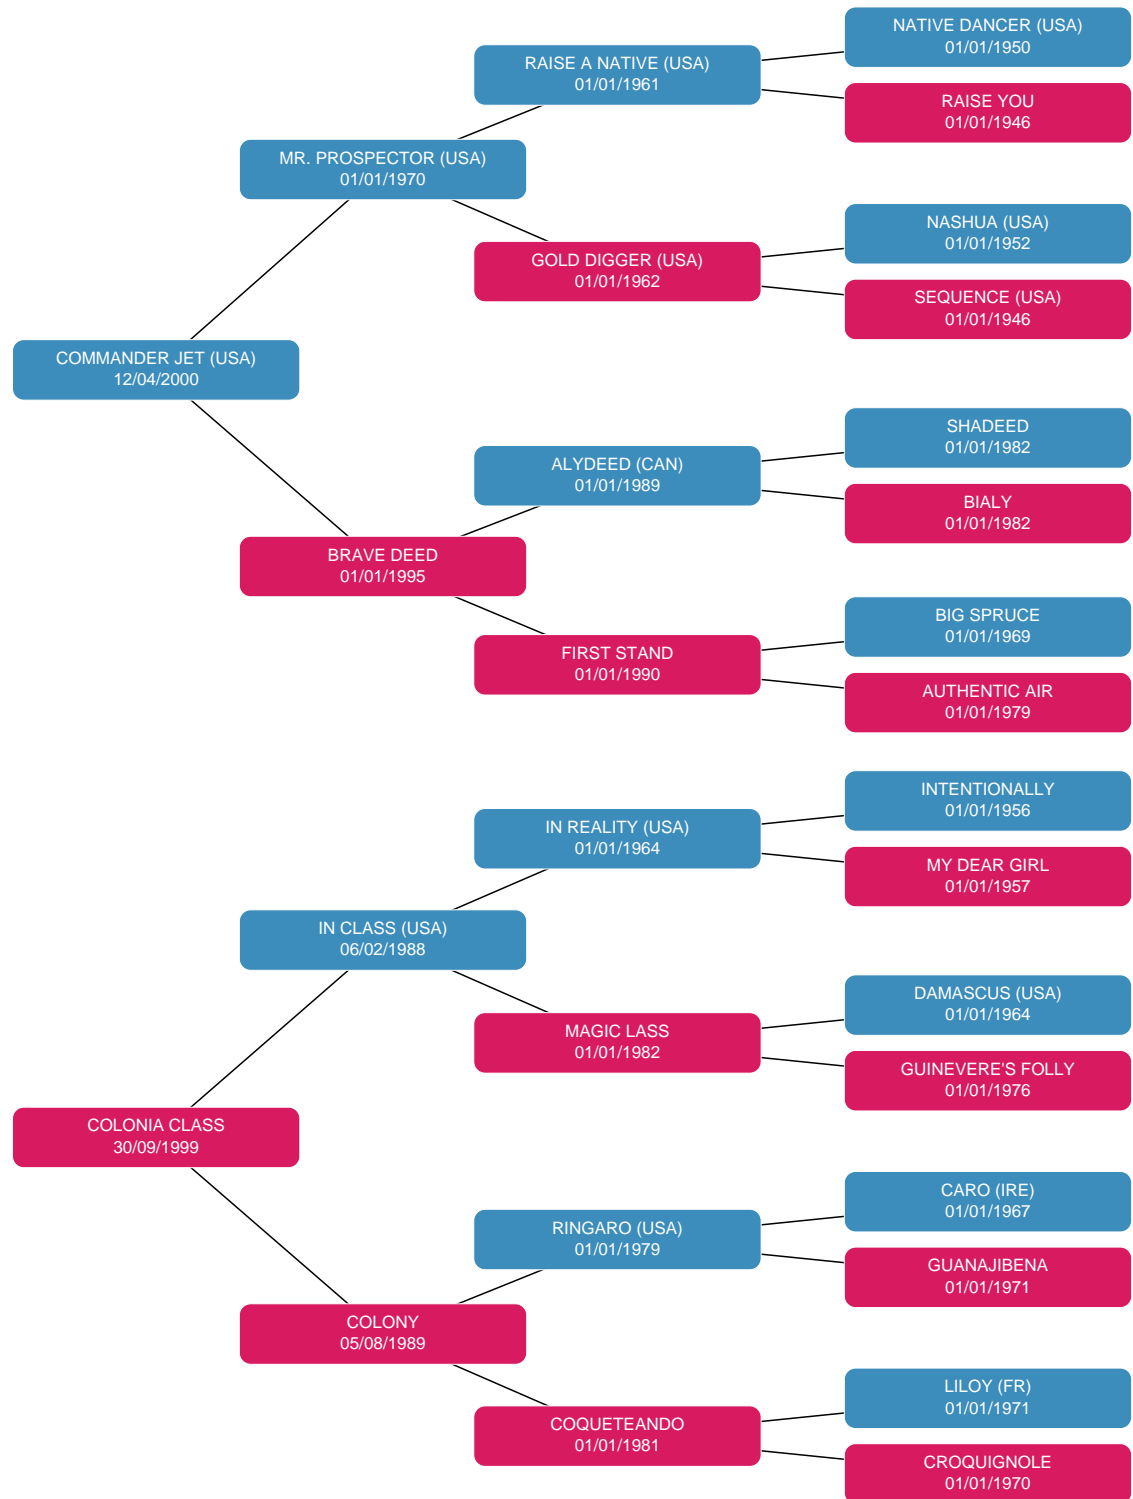 NATIVE DANCER (USA)
01/01/1950
RAISE A NATIVE (USA)
01/01/1961
RAISE YOU
01/01/1946
MR. PROSPECTOR (USA)
01/01/1970
NASHUA (USA)
01/01/1952
GOLD DIGGER (USA)
01/01/1962
SEQUENCE (USA)
01/01/1946
COMMANDER JET (USA)
12/04/2000
SHADEED
01/01/1982
ALYDEED (CAN)
01/01/1989
BIALY
01/01/1982
BRAVE DEED
01/01/1995
BIG SPRUCE
01/01/1969
FIRST STAND
01/01/1990
AUTHENTIC AIR
01/01/1979
INTENTIONALLY
01/01/1956
IN REALITY (USA)
01/01/1964
MY DEAR GIRL
01/01/1957
IN CLASS (USA)
06/02/1988
DAMASCUS (USA)
01/01/1964
MAGIC LASS
01/01/1982
GUINEVERE'S FOLLY
01/01/1976
COLONIA CLASS
30/09/1999
CARO (IRE)
01/01/1967
RINGARO (USA)
01/01/1979
GUANAJIBENA
01/01/1971
COLONY
05/08/1989
LILOY (FR)
01/01/1971
COQUETEANDO
01/01/1981
CROQUIGNOLE
01/01/1970